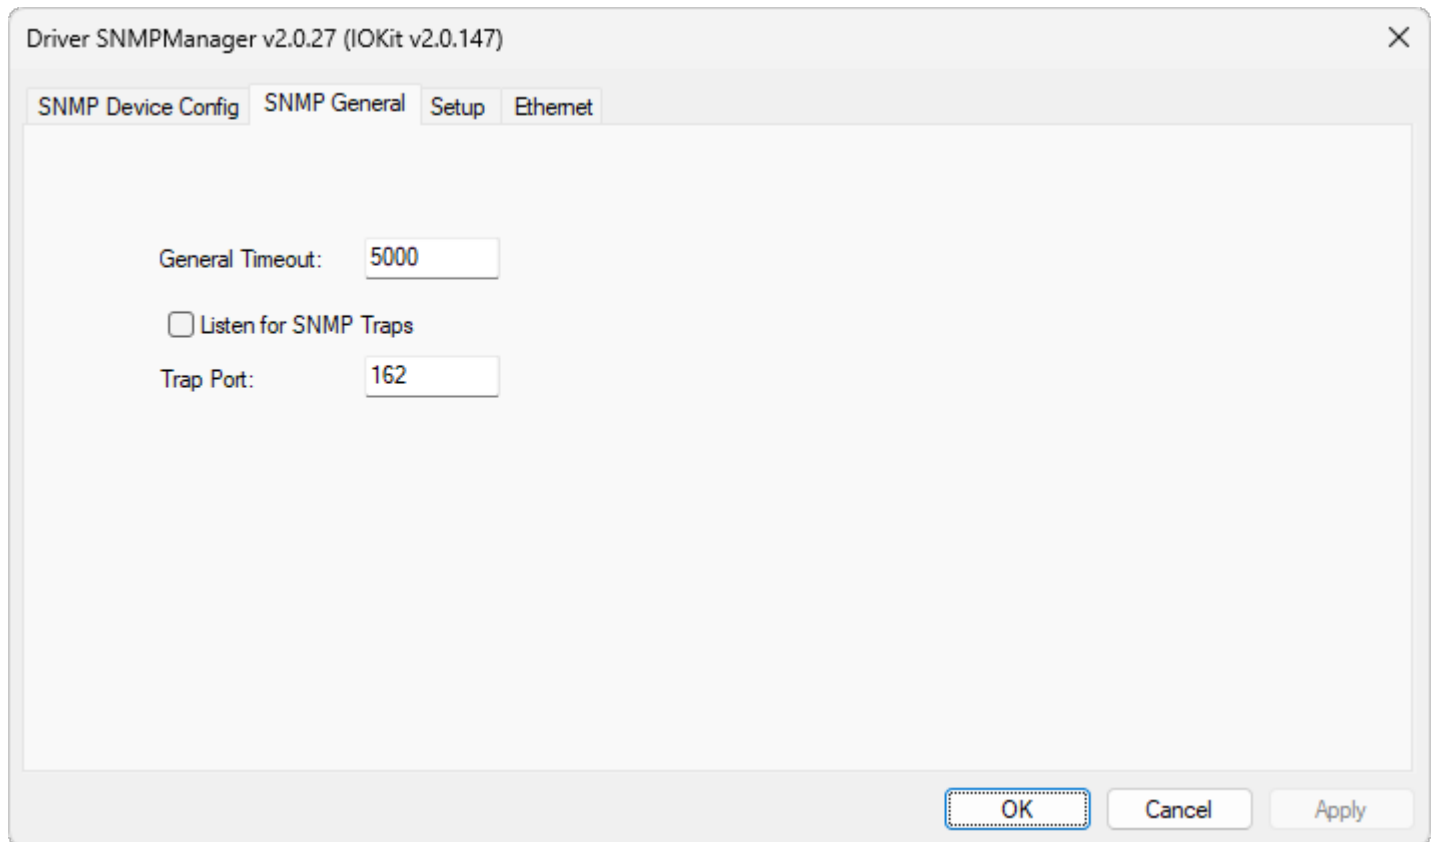 Driver SNMPManager v2.0.27 (IOKit v2.0.147)
SNMP Device Config SNMP General Setup Ethernet
General Timeout: 5000
Listen for SNMP Traps
Trap Port: 162
OK Cancel Apply